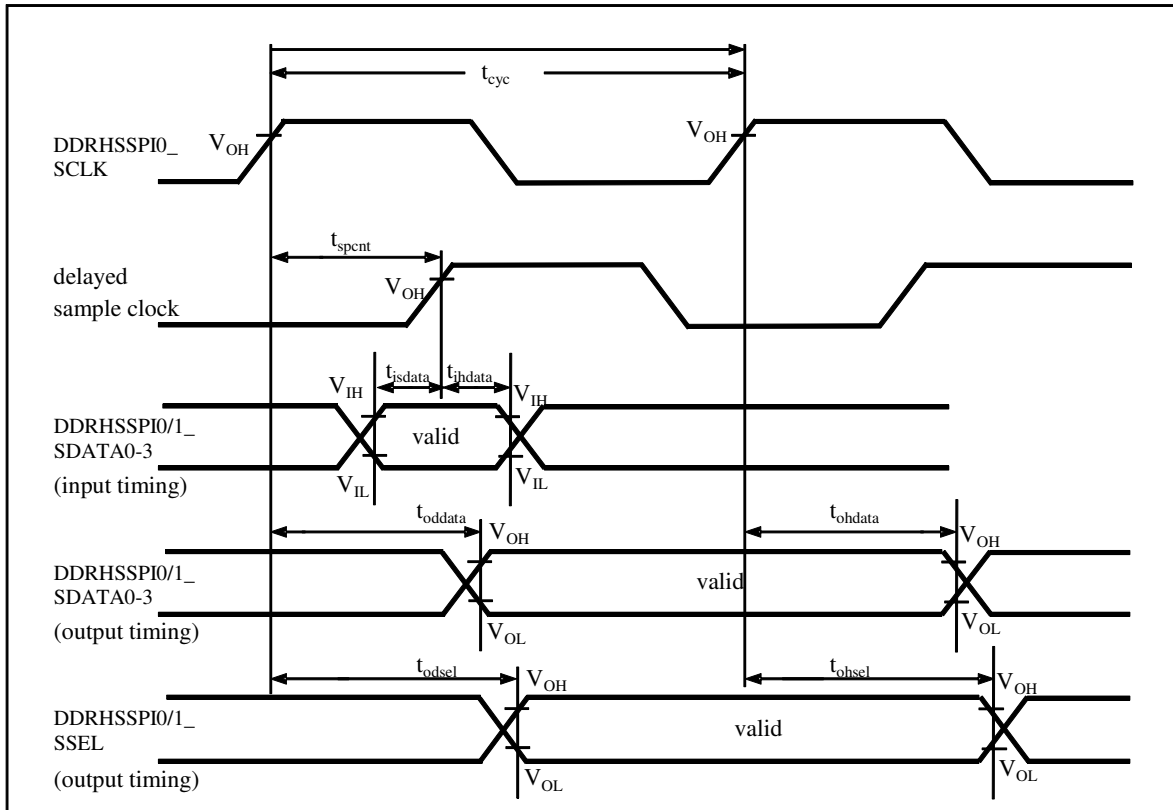 tcyc
DDRHSSPI0_
SCLK
VOH
VOH
tspcnt
delayed
sample clock
VOH
tisdata
tihdata
VIH
VIH
DDRHSSPI0/1_
SDATA0-3
(input timing)
valid
VIL
VIL
toddata
tohdata
VOH
VOH
DDRHSSPI0/1_
SDATA0-3
(output timing)
valid
VOL
VOL
todsel
tohsel
VOH
VOH
DDRHSSPI0/1_
SSEL
(output timing)
valid
VOL
VOL